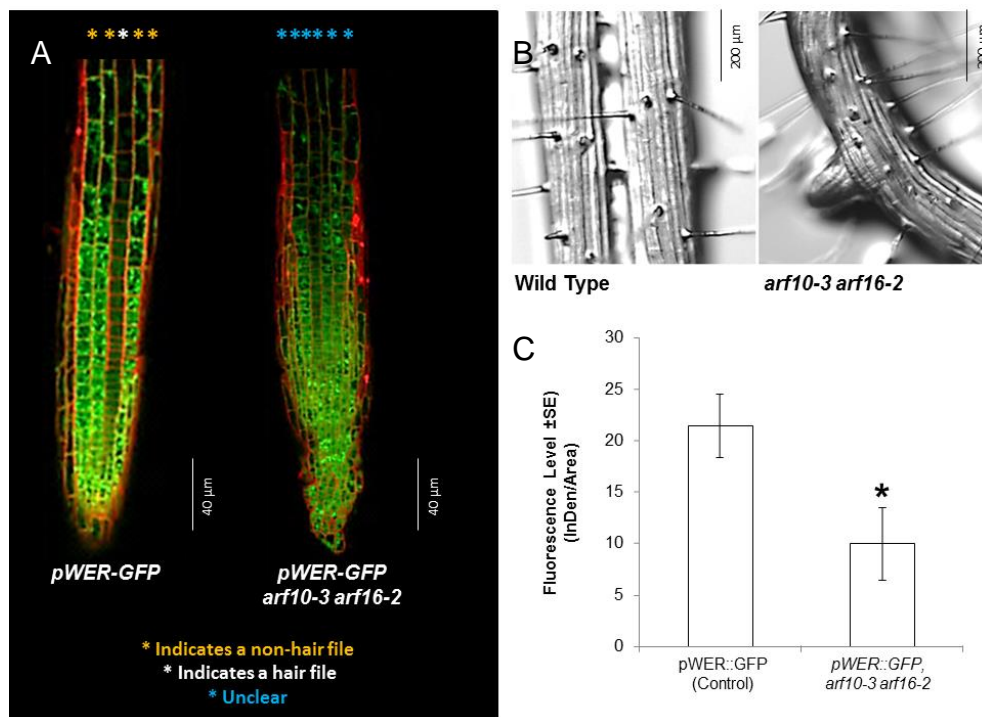 A
* * * * *
* * * * * * *
40 µm
40 µm
pWER-GFP
pWER-GFP
arf10-3 arf16-2
* Indicates a non-hair file
* Indicates a hair file
* Unclear
B
200 µm
200 µm
Wild Type
arf10-3 arf16-2
C
Fluorescence Level ±SE)
(InDen/Area)
30
25
20
15
10
5
0
*
pWER::GFP
(Control)
pWER::GFP,
arf10-3 arf16-2